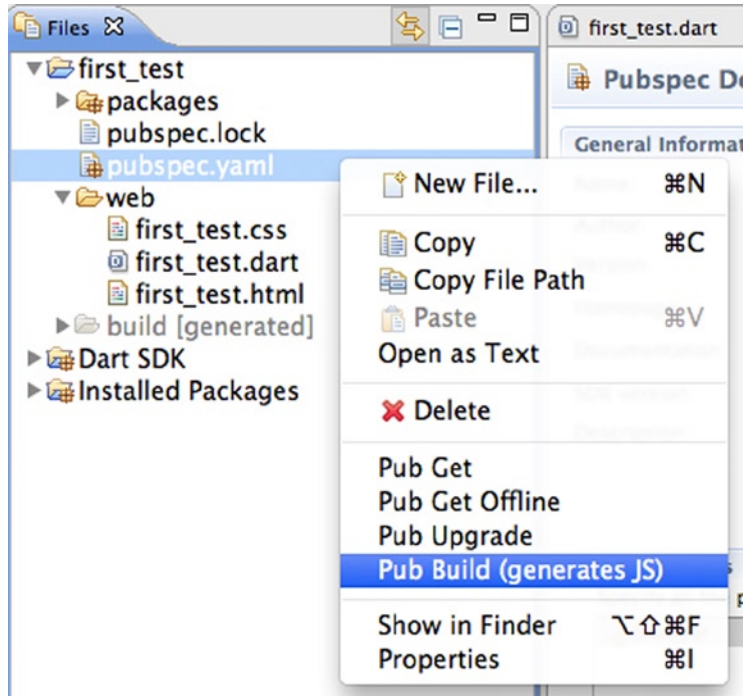 Files
first_test
packages
pubspec.lock
pubspec.yaml
web
first_test.css
first_test.dart
first_test.html
build [generated]
Dart SDK
Installed Packages
first_test.dart
Pubspec De
General Informat
New File... ⌘N
Copy ⌘C
Copy File Path
Paste ⌘V
Open as Text
Delete
Pub Get
Pub Get Offline
Pub Upgrade
Pub Build (generates JS)
Show in Finder ⌥⇧⌘F
Properties ⌘I